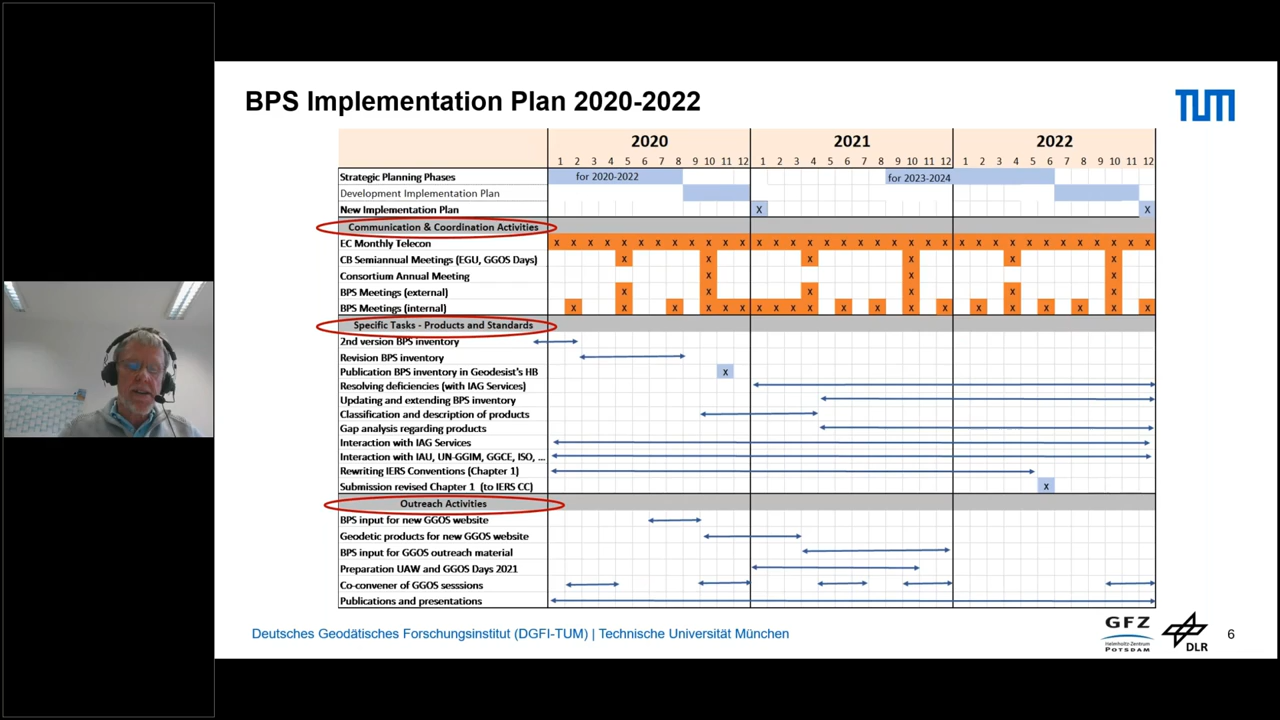 BPS Implementation Plan 2020-2022
TUM
2020 2021 2022
1 2 3 4 5 6 7 8 9 10 11 12 1 2 3 4 5 6 7 8 9 10 11 12 1 2 3 4 5 6 7 8 9 10 11 12
Strategic Planning Phases for 2020-2022 for 2023-2024
Development Implementation Plan
New Implementation Plan X X
Communication & Coordination Activities
EC Monthly Telecon X X X X X X X X X X X X X X X X X X X X X X X X X X X X X X X X X X X X
CB Semiannual Meetings (EGU, GGOS Days) X X X X X X
Consortium Annual Meeting X X X
BPS Meetings (external) X X X X X X
BPS Meetings (internal) X X X X X X X X X X X X X X X X X X X X X X
Specific Tasks - Products and Standards
2nd version BPS inventory
Revision BPS inventory
Publication BPS inventory in Geodesist's HB X
Resolving deficiencies (with IAG Services)
Updating and extending BPS inventory
Classification and description of products
Gap analysis regarding products
Interaction with IAG Services
Interaction with IAU, UN-GGIM, GGCE, ISO, ...
Rewriting IERS Conventions (Chapter 1)
Submission revised Chapter 1 (to IERS CC) X
Outreach Activities
BPS input for new GGOS website
Geodetic products for new GGOS website
BPS input for GGOS outreach material
Preparation UAW and GGOS Days 2021
Co-convener of GGOS sesssions
Publications and presentations
Deutsches Geodätisches Forschungsinstitut (DGFI-TUM) | Technische Universität München
GFZ
Helmholtz-Zentrum
POTSDAM
DLR
6